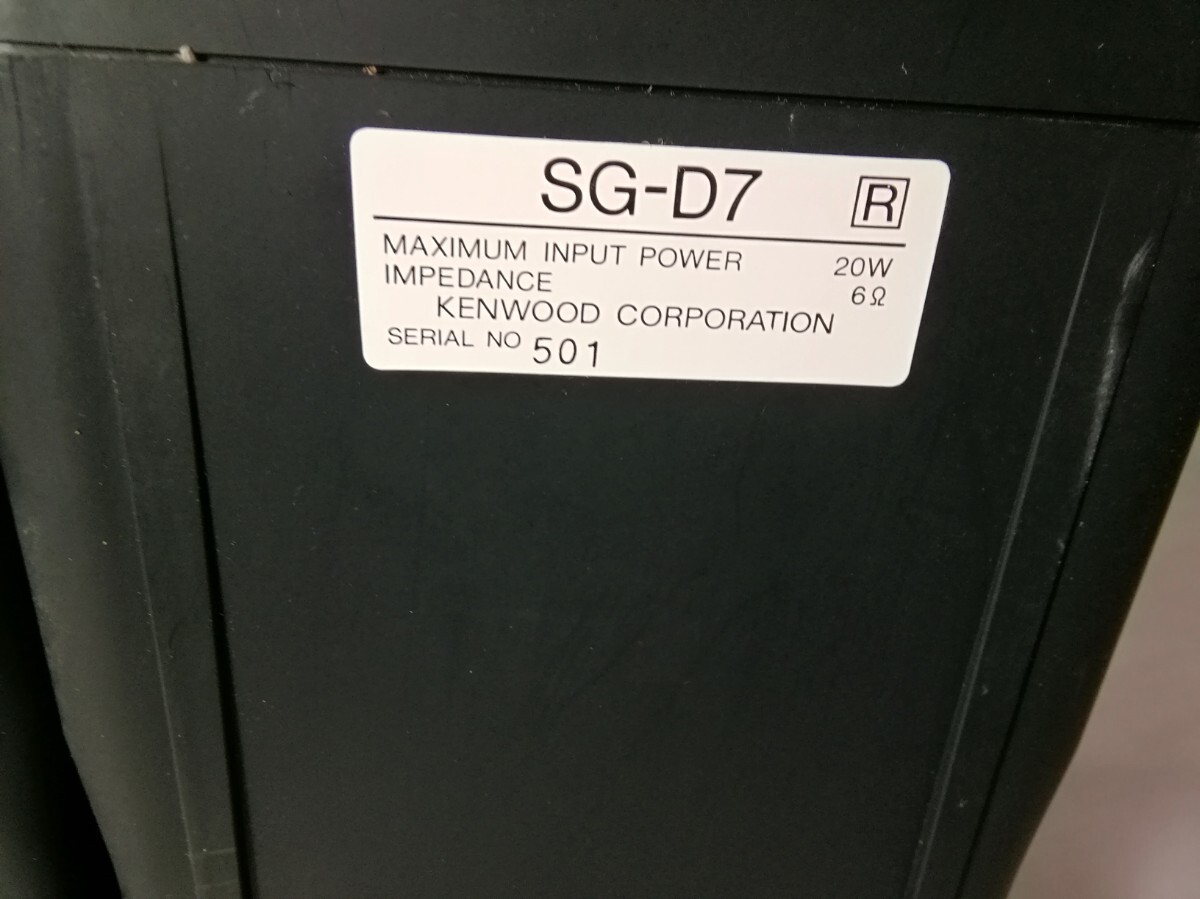 SG-D7 R
MAXIMUM INPUT POWER 20W
IMPEDANCE 6Ω
KENWOOD CORPORATION
SERIAL NO 501